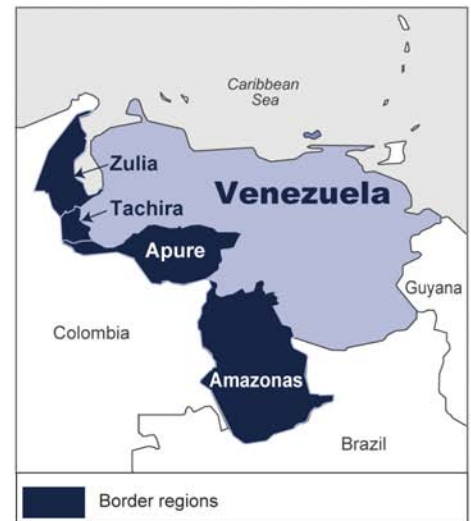 Caribbean
Sea
Zulia
Venezuela
Tachira
Apure
Guyana
Colombia
Amazonas
Brazil
Border regions